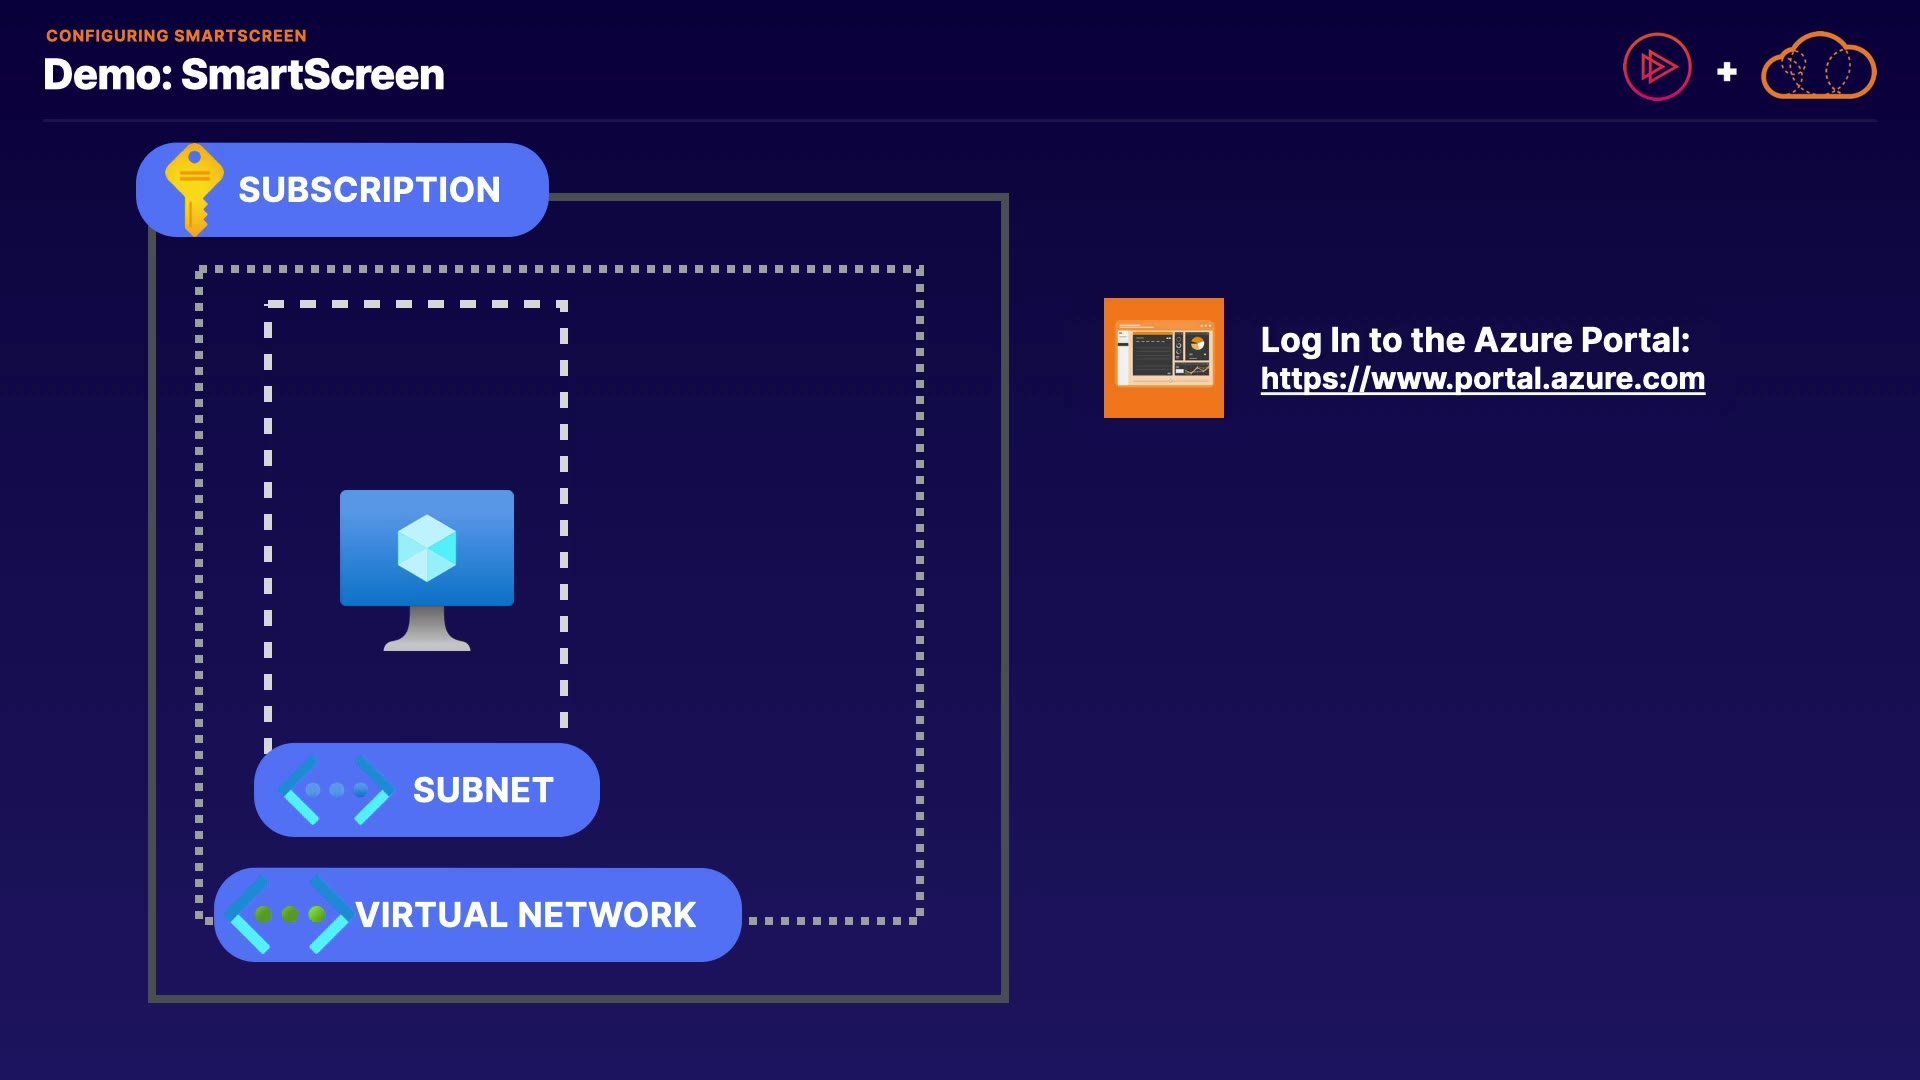 CONFIGURING SMARTSCREEN
Demo: SmartScreen
+
SUBSCRIPTION
Log In to the Azure Portal:
https://www.portal.azure.com
SUBNET
VIRTUAL NETWORK